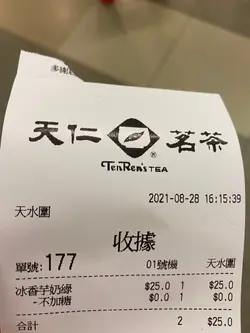 天仁茗茶
®
TenRen's TEA
2021-08-28 16:15:39
天水圍
收據
單號:177 01號機 天水圍
冰香芋奶綠 $25.0 1 $25.0
-不加糖 $0.0 1 $0.0
合計 2 $25.0